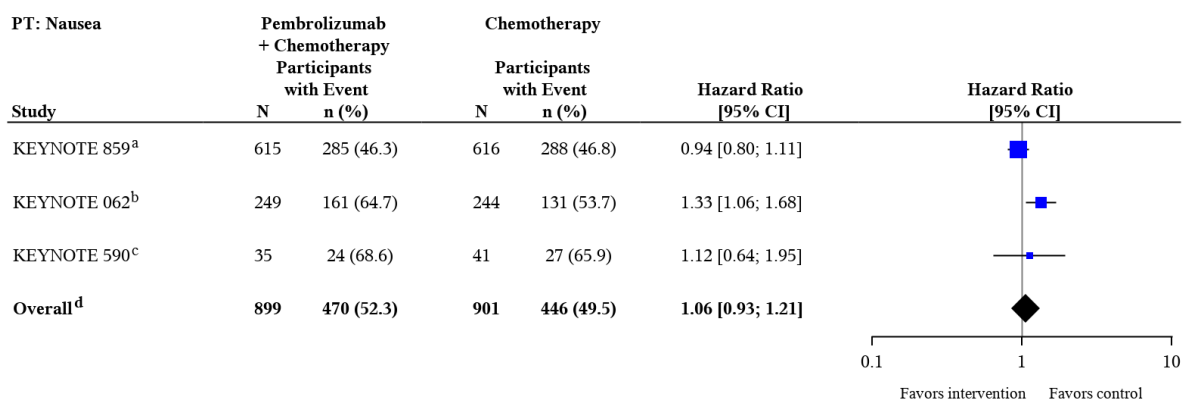 PT: Nausea Pembrolizumab Chemotherapy
+ Chemotherapy
Participants Participants
with Event with Event Hazard Ratio Hazard Ratio
Study N n (%) N n (%) [95% CI] [95% CI]
KEYNOTE 859a 615 285 (46.3) 616 288 (46.8) 0.94 [0.80; 1.11]
KEYNOTE 062b 249 161 (64.7) 244 131 (53.7) 1.33 [1.06; 1.68]
KEYNOTE 590c 35 24 (68.6) 41 27 (65.9) 1.12 [0.64; 1.95]
Overalld 899 470 (52.3) 901 446 (49.5) 1.06 [0.93; 1.21]
0.1 1 10
Favors intervention Favors control